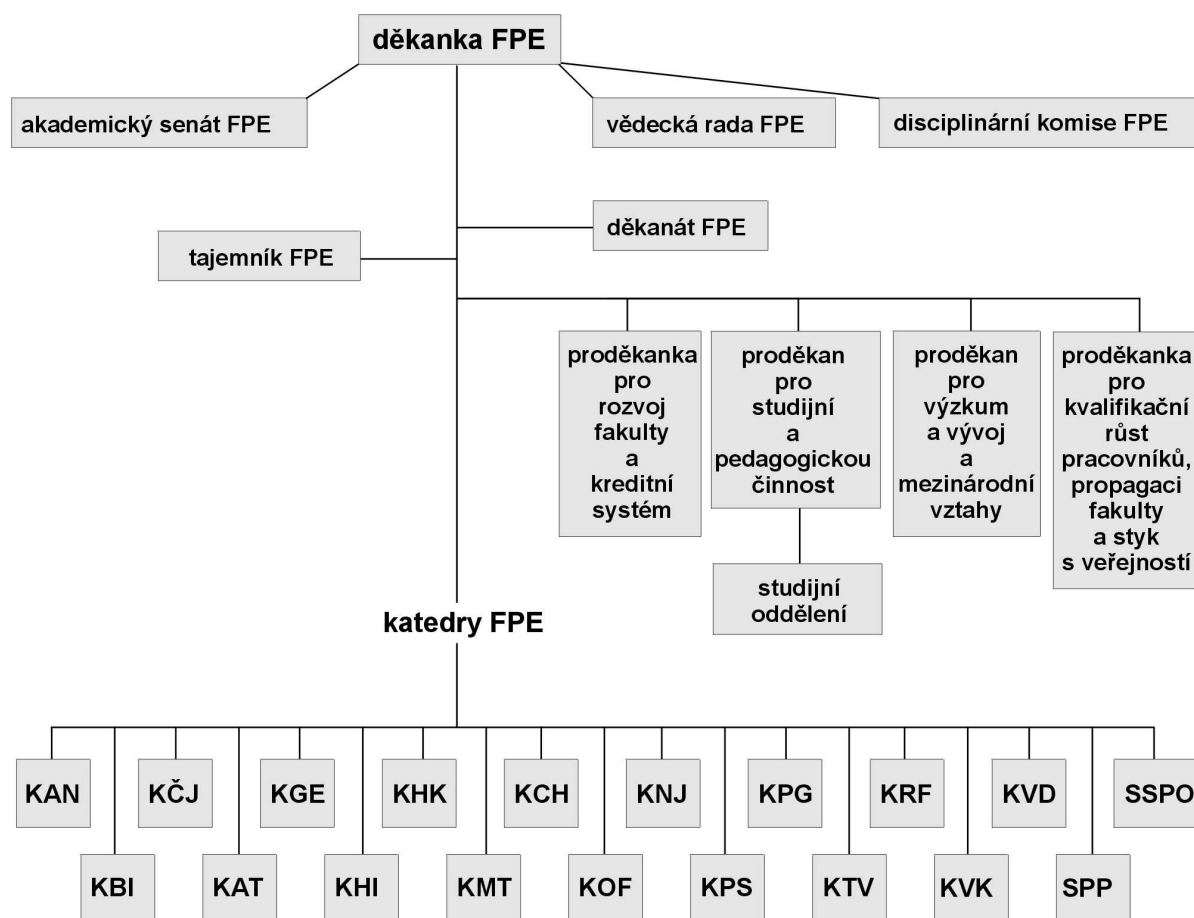 děkanka FPE
akademický senát FPE
vědecká rada FPE
disciplinární komise FPE
děkanát FPE
tajemník FPE
proděkanka
pro
rozvoj
fakulty
a
kreditní
systém
proděkan
pro
studijní
a
pedagogickou
činnost
proděkan
pro
výzkum
a vývoj
a
mezinárodní
vztahy
proděkanka
pro
kvalifikační
růst
pracovníků,
propagaci
fakulty
a styk
s veřejností
studijní
oddělení
katedry FPE
KAN
KČJ
KGE
KHK
KCH
KNJ
KPG
KRF
KVD
SSPO
KBI
KAT
KHI
KMT
KOF
KPS
KTV
KVK
SPP